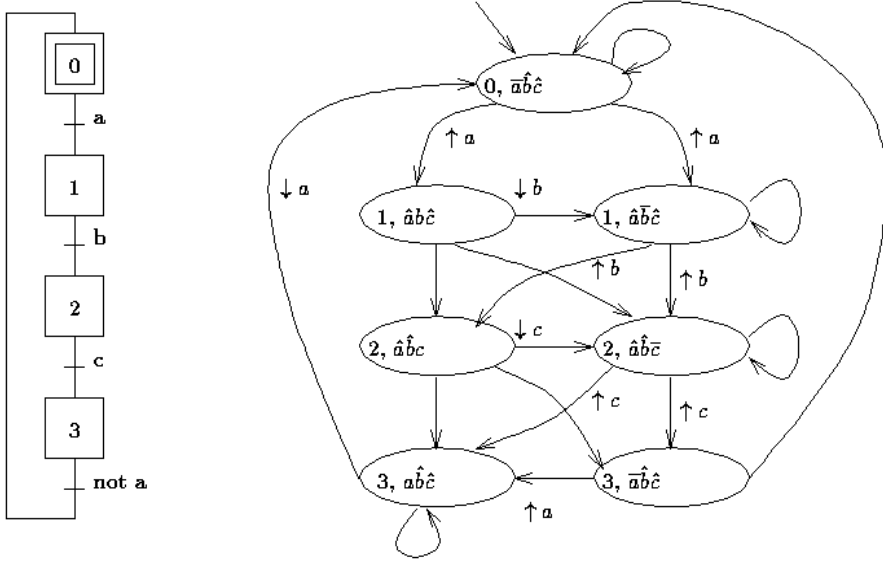 0
a
1
b
2
c
3
not a
0, a̅b̂ĉ
↑ a
↑ a
↓ a
1, âbĉ
↓ b
1, âb̅ĉ
↑ b
↑ b
2, âb̂c
↓ c
2, âb̂c̅
↑ c
↑ c
3, ab̂ĉ
3, a̅b̂ĉ
↑ a